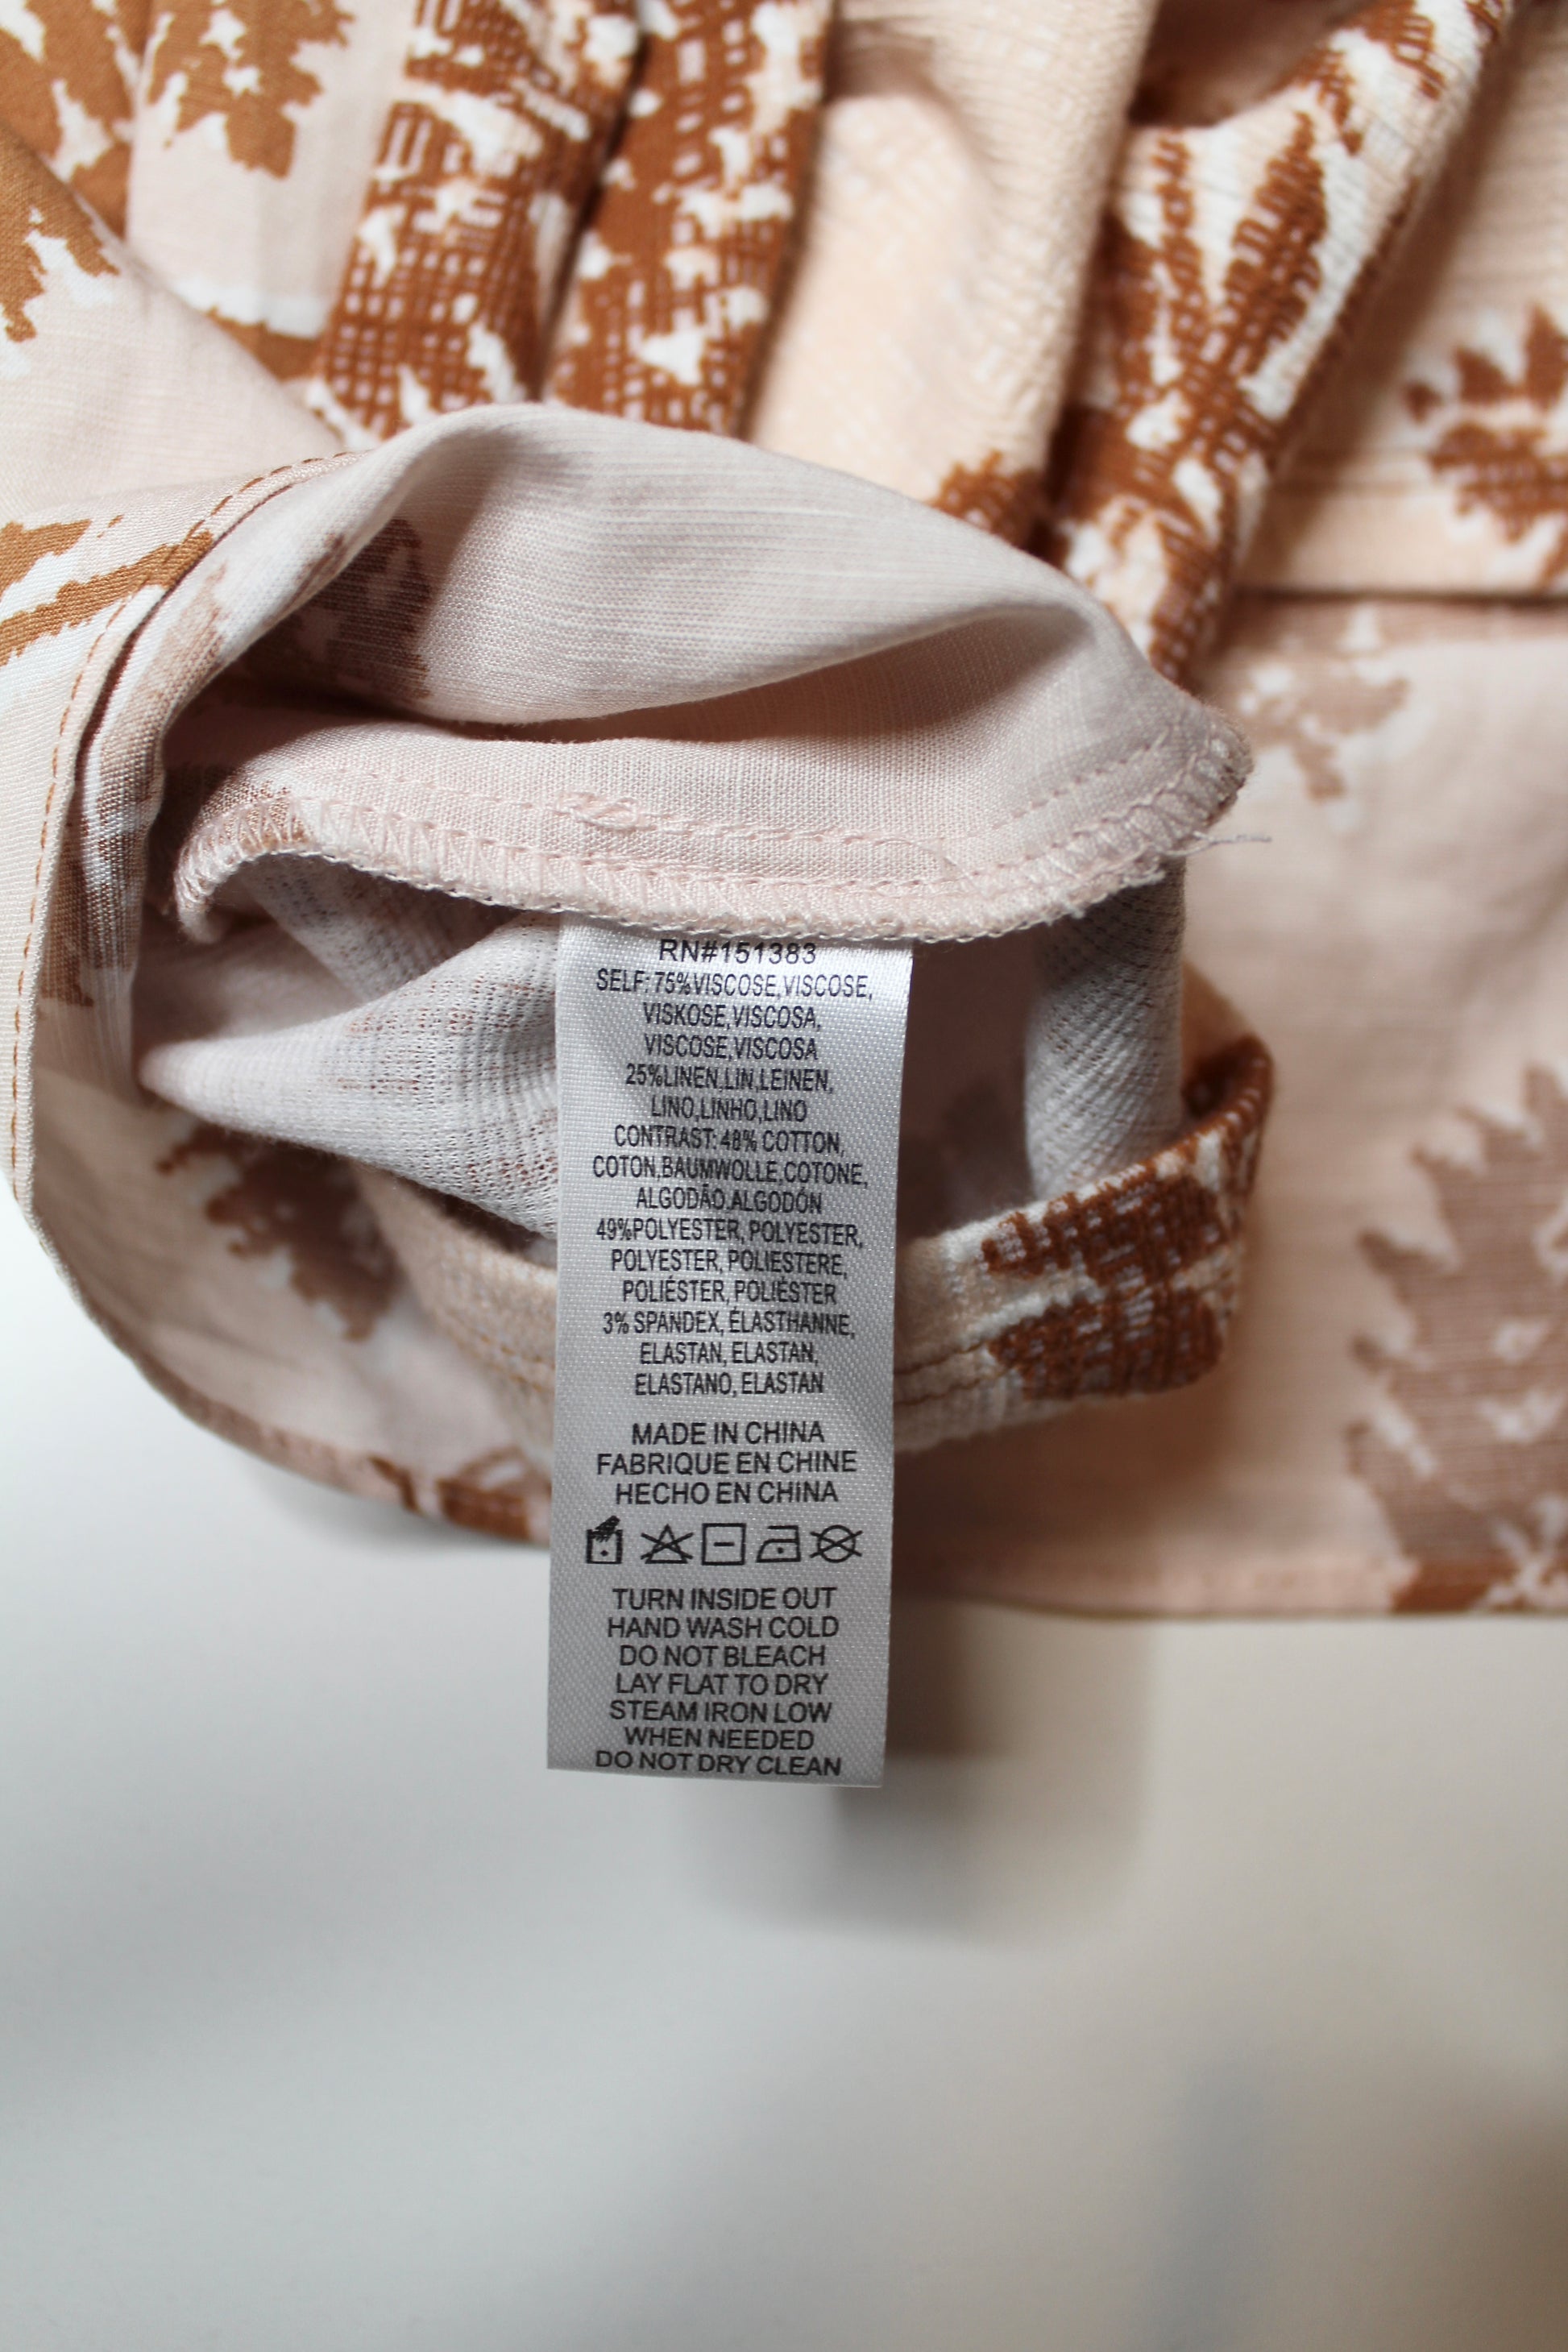 RN#151383
SELF: 75%VISCOSE,VISCOSE,
VISKOSE,VISCOSA,
VISCOSE,VISCOSA
25%LINEN,LIN,LEINEN,
LINO,LINHO,LINO
CONTRAST: 48% COTTON,
COTON,BAUMWOLLE,COTONE,
ALGODÃO,ALGODÓN
49%POLYESTER, POLYESTER,
POLYESTER, POLIESTERE,
POLIÉSTER, POLIÉSTER
3% SPANDEX, ÉLASTHANNE,
ELASTAN, ELASTAN,
ELASTANO, ELASTAN
MADE IN CHINA
FABRIQUE EN CHINE
HECHO EN CHINA
TURN INSIDE OUT
HAND WASH COLD
DO NOT BLEACH
LAY FLAT TO DRY
STEAM IRON LOW
WHEN NEEDED
DO NOT DRY CLEAN